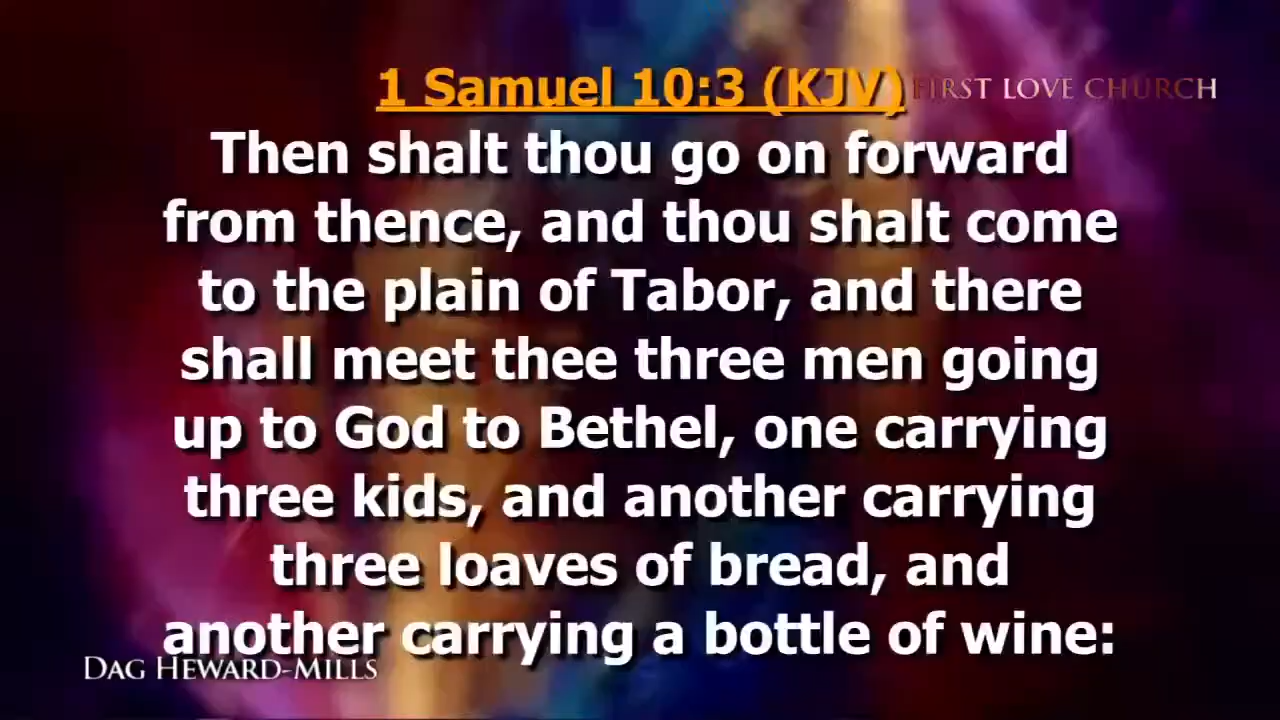 1 Samuel 10:3 (KJV)
FIRST LOVE CHURCH
Then shalt thou go on forward
from thence, and thou shalt come
to the plain of Tabor, and there
shall meet thee three men going
up to God to Bethel, one carrying
three kids, and another carrying
three loaves of bread, and
another carrying a bottle of wine:
DAG HEWARD-MILLS